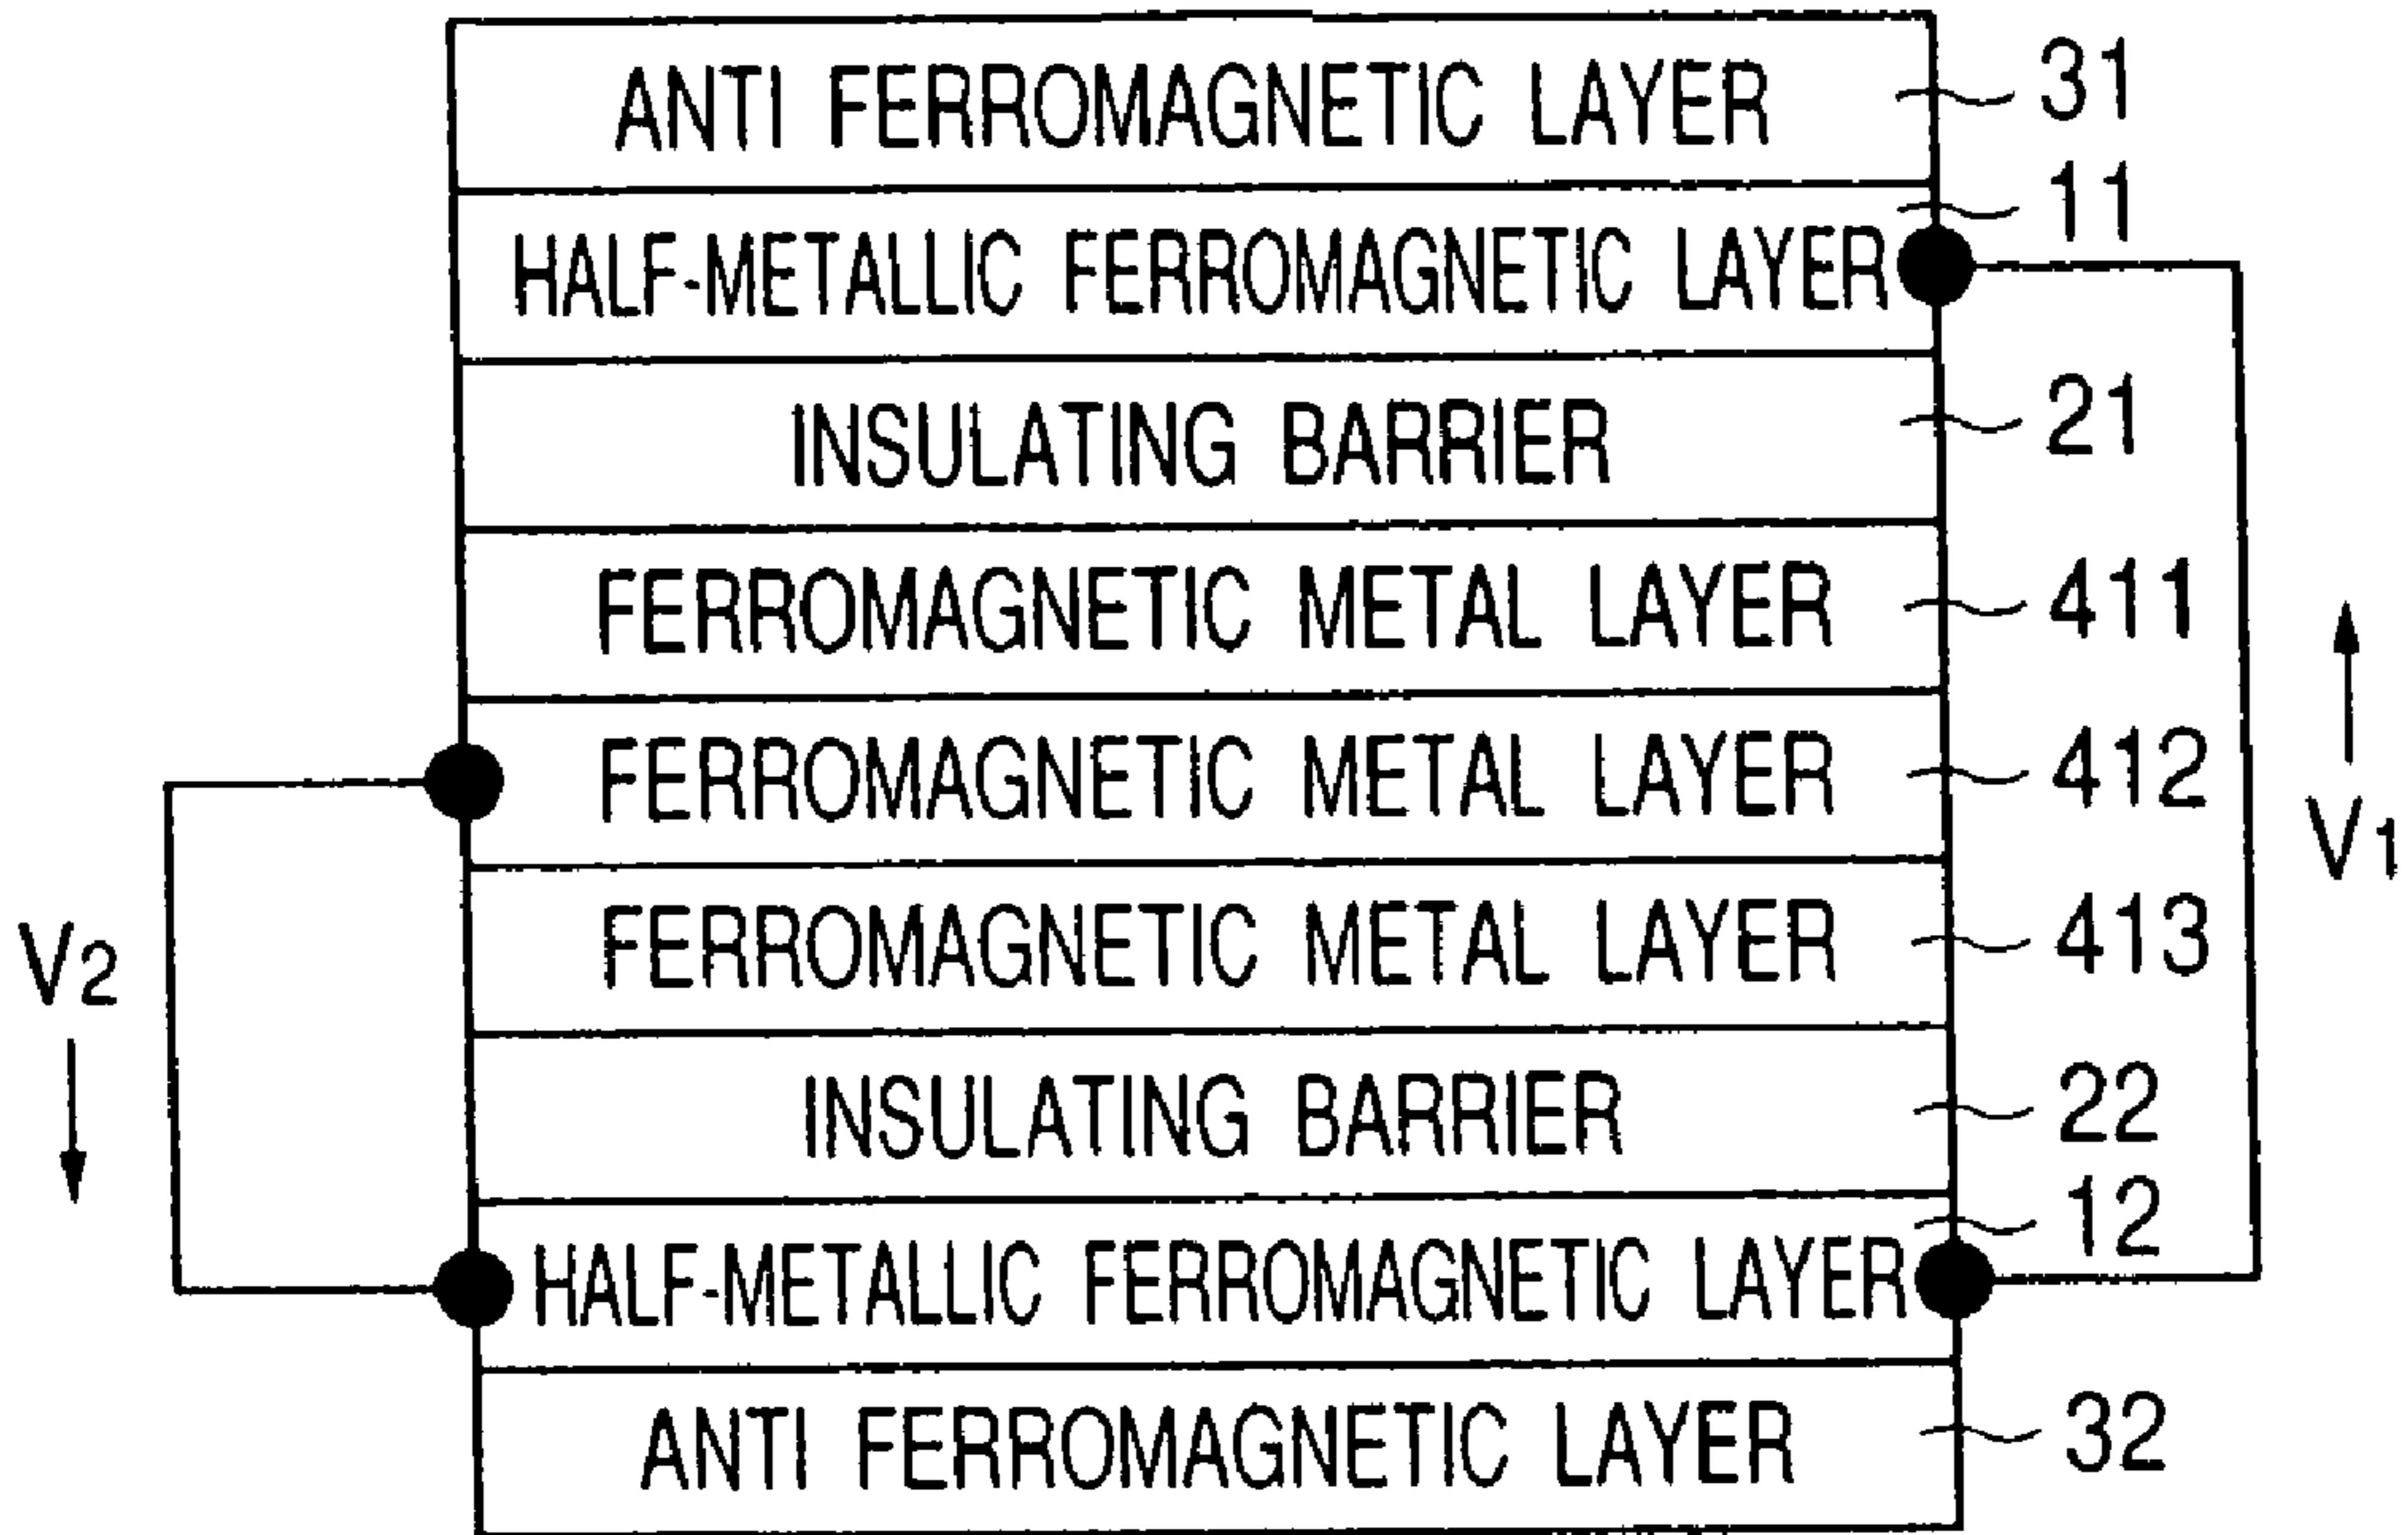 ANTI FERROMAGNETIC LAYER 31
HALF-METALLIC FERROMAGNETIC LAYER 11
INSULATING BARRIER 21
FERROMAGNETIC METAL LAYER 411
FERROMAGNETIC METAL LAYER 412
V1
FERROMAGNETIC METAL LAYER 413
V2
INSULATING BARRIER 22
HALF-METALLIC FERROMAGNETIC LAYER 12
ANTI FERROMAGNETIC LAYER 32